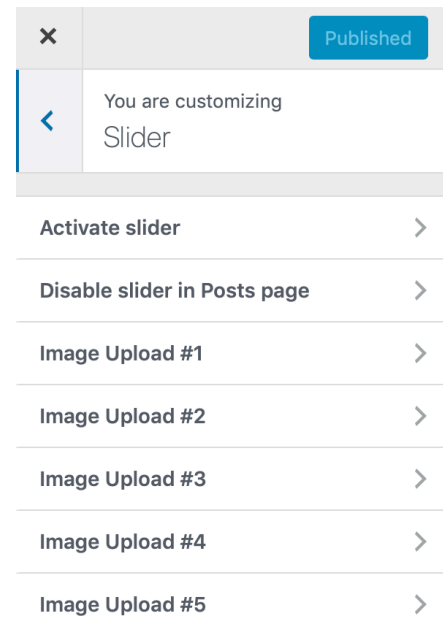 Published
You are customizing
Slider
Activate slider
Disable slider in Posts page
Image Upload #1
Image Upload #2
Image Upload #3
Image Upload #4
Image Upload #5